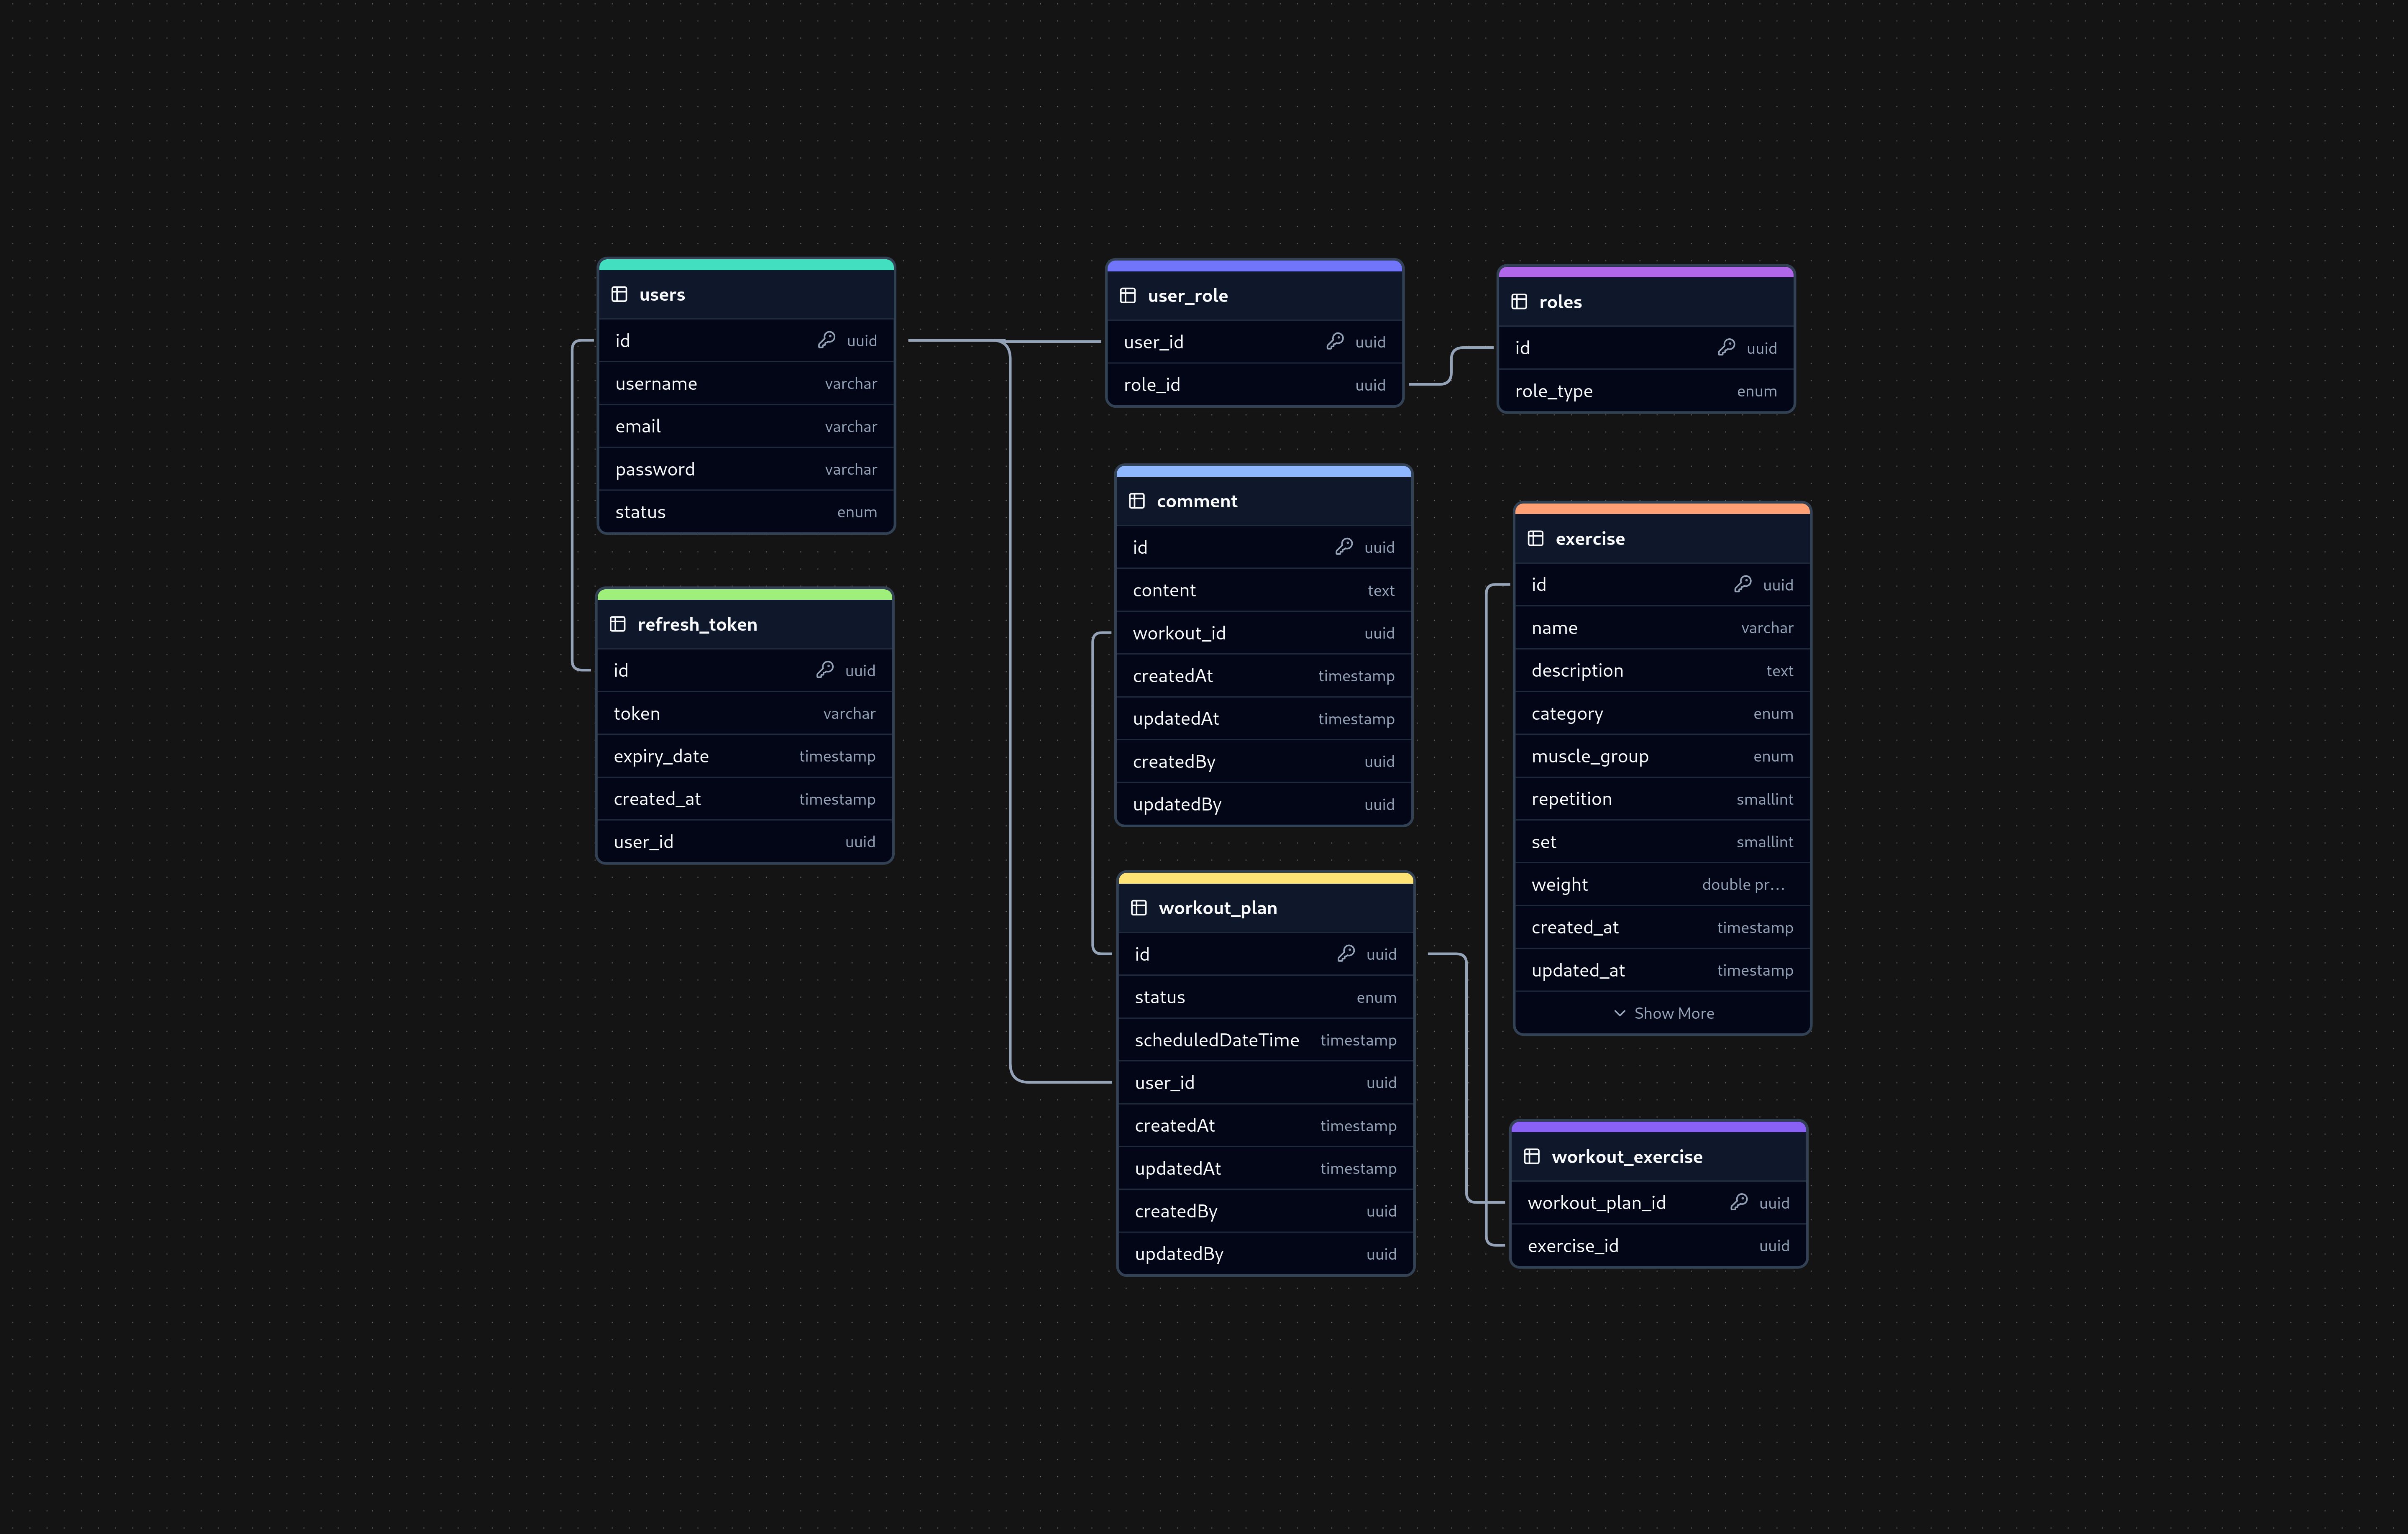 users
id uuid
username varchar
email varchar
password varchar
status enum
refresh_token
id uuid
token varchar
expiry_date timestamp
created_at timestamp
user_id uuid
user_role
user_id uuid
role_id uuid
roles
id uuid
role_type enum
comment
id uuid
content text
workout_id uuid
createdAt timestamp
updatedAt timestamp
createdBy uuid
updatedBy uuid
workout_plan
id uuid
status enum
scheduledDateTime timestamp
user_id uuid
createdAt timestamp
updatedAt timestamp
createdBy uuid
updatedBy uuid
exercise
id uuid
name varchar
description text
category enum
muscle_group enum
repetition smallint
set smallint
weight double pr...
created_at timestamp
updated_at timestamp
Show More
workout_exercise
workout_plan_id uuid
exercise_id uuid